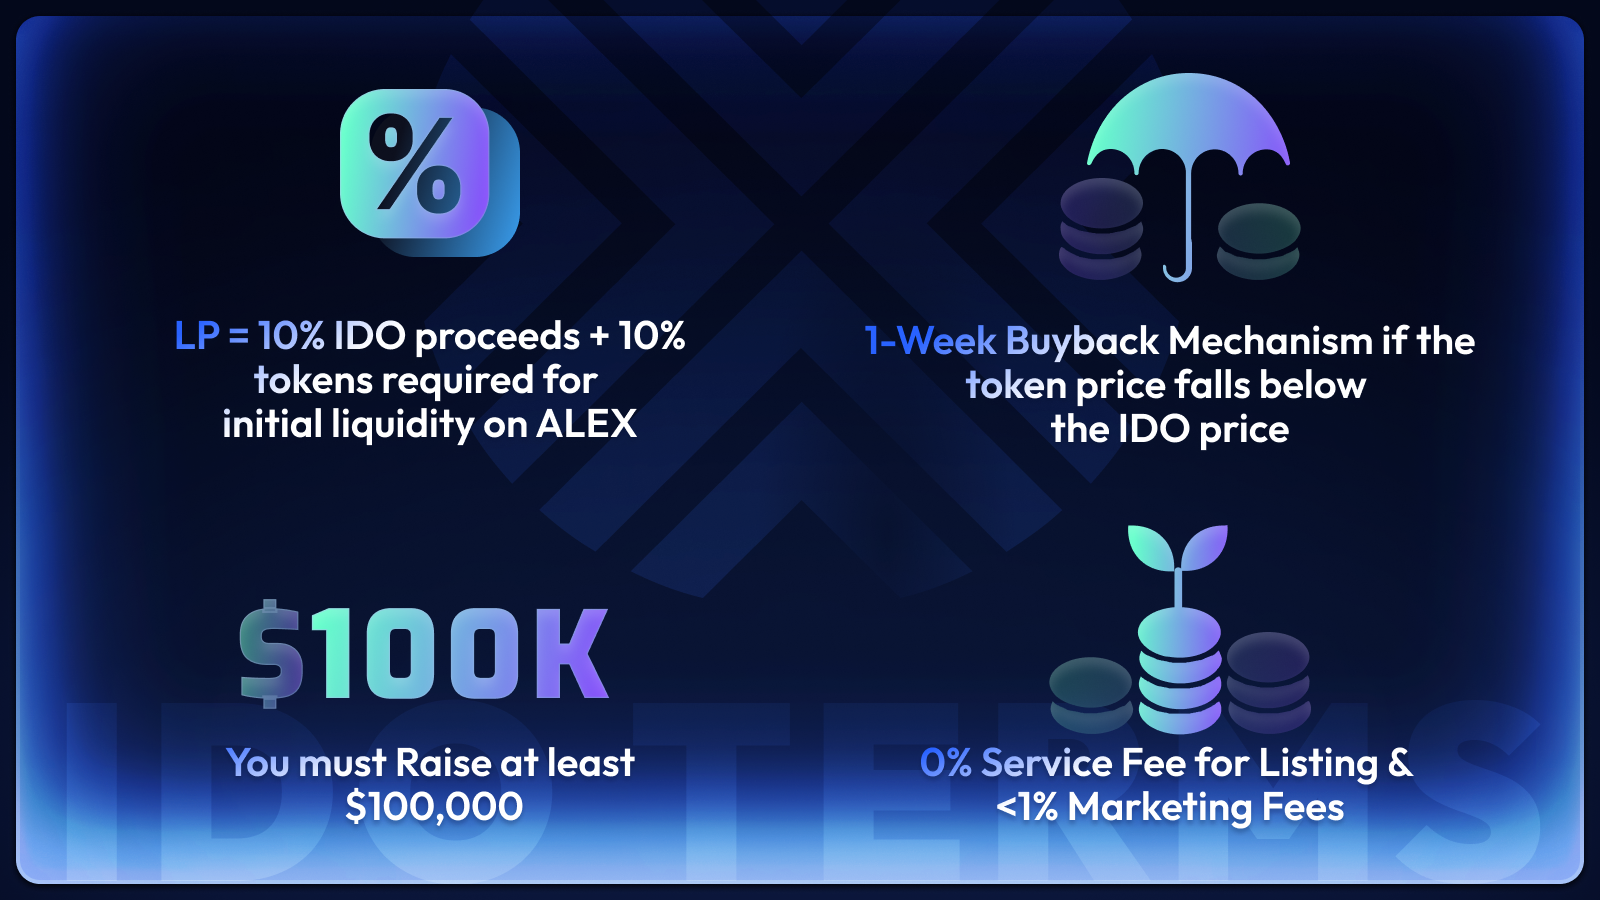 %
LP = 10% IDO proceeds + 10%
tokens required for
initial liquidity on ALEX
1-Week Buyback Mechanism if the
token price falls below
the IDO price
$100K
You must Raise at least
$100,000
0% Service Fee for Listing &
<1% Marketing Fees
IDO TERMS